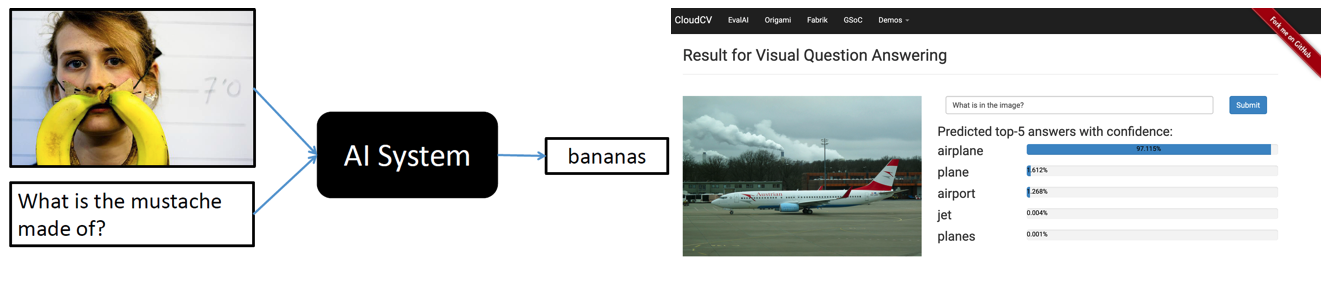 7.0
What is the mustache
made of?
AI System
bananas
CloudCV EvalAI Origami Fabrik GSoC Demos
Fork me on GitHub
Result for Visual Question Answering
What is in the image? Submit
Predicted top-5 answers with confidence:
airplane 97.115%
plane 1.612%
airport 1.268%
jet 0.004%
planes 0.001%
Austrian